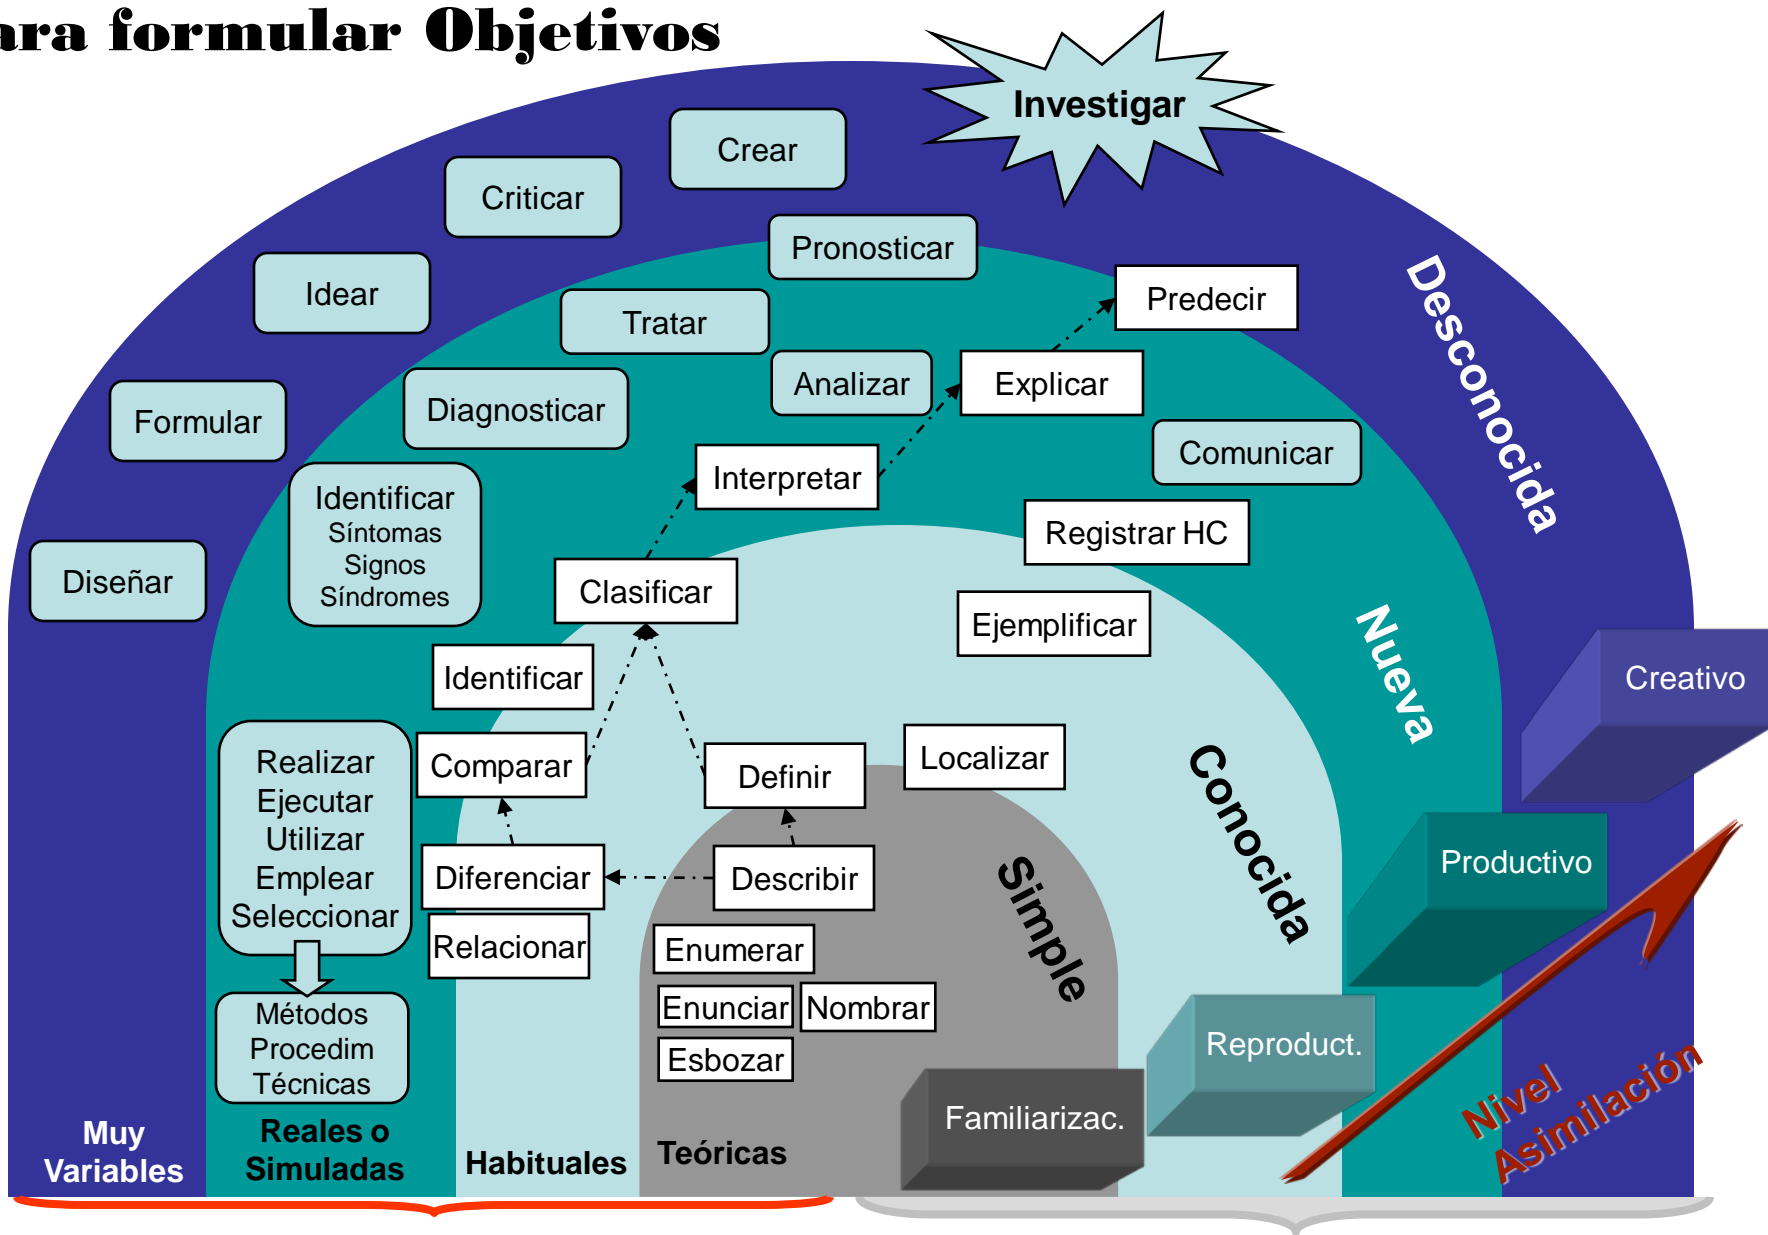 ara formular Objetivos
Investigar
Crear
Criticar
Pronosticar
Idear
Predecir
Tratar
Analizar
Explicar
Diagnosticar
Formular
Comunicar
Interpretar
Identificar
Síntomas
Signos
Síndromes
Registrar HC
Diseñar
Clasificar
Ejemplificar
Identificar
Desconocida
Nueva
Conocida
Simple
Creativo
Realizar
Ejecutar
Utilizar
Emplear
Seleccionar
Comparar
Definir
Localizar
Diferenciar
Describir
Productivo
Relacionar
Enumerar
Enunciar
Nombrar
Esbozar
Métodos
Procedim
Técnicas
Reproduct.
Familiarizac.
Nivel
Asimilación
Muy
Variables
Reales o
Simuladas
Habituales
Teóricas